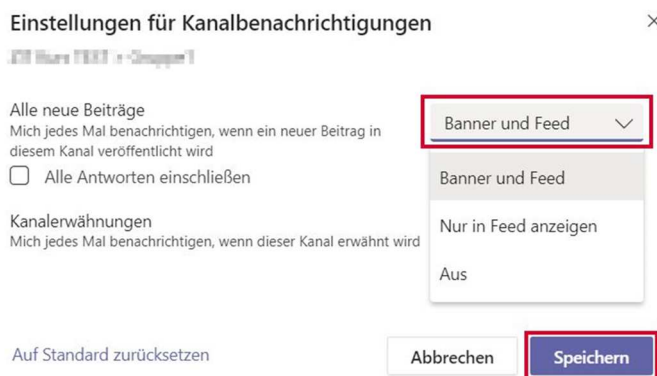 Einstellungen für Kanalbenachrichtigungen
Alle neue Beiträge
Mich jedes Mal benachrichtigen, wenn ein neuer Beitrag in
diesem Kanal veröffentlicht wird
Alle Antworten einschließen
Banner und Feed
Banner und Feed
Nur in Feed anzeigen
Aus
Kanalerwähnungen
Mich jedes Mal benachrichtigen, wenn dieser Kanal erwähnt wird
Auf Standard zurücksetzen
Abbrechen
Speichern